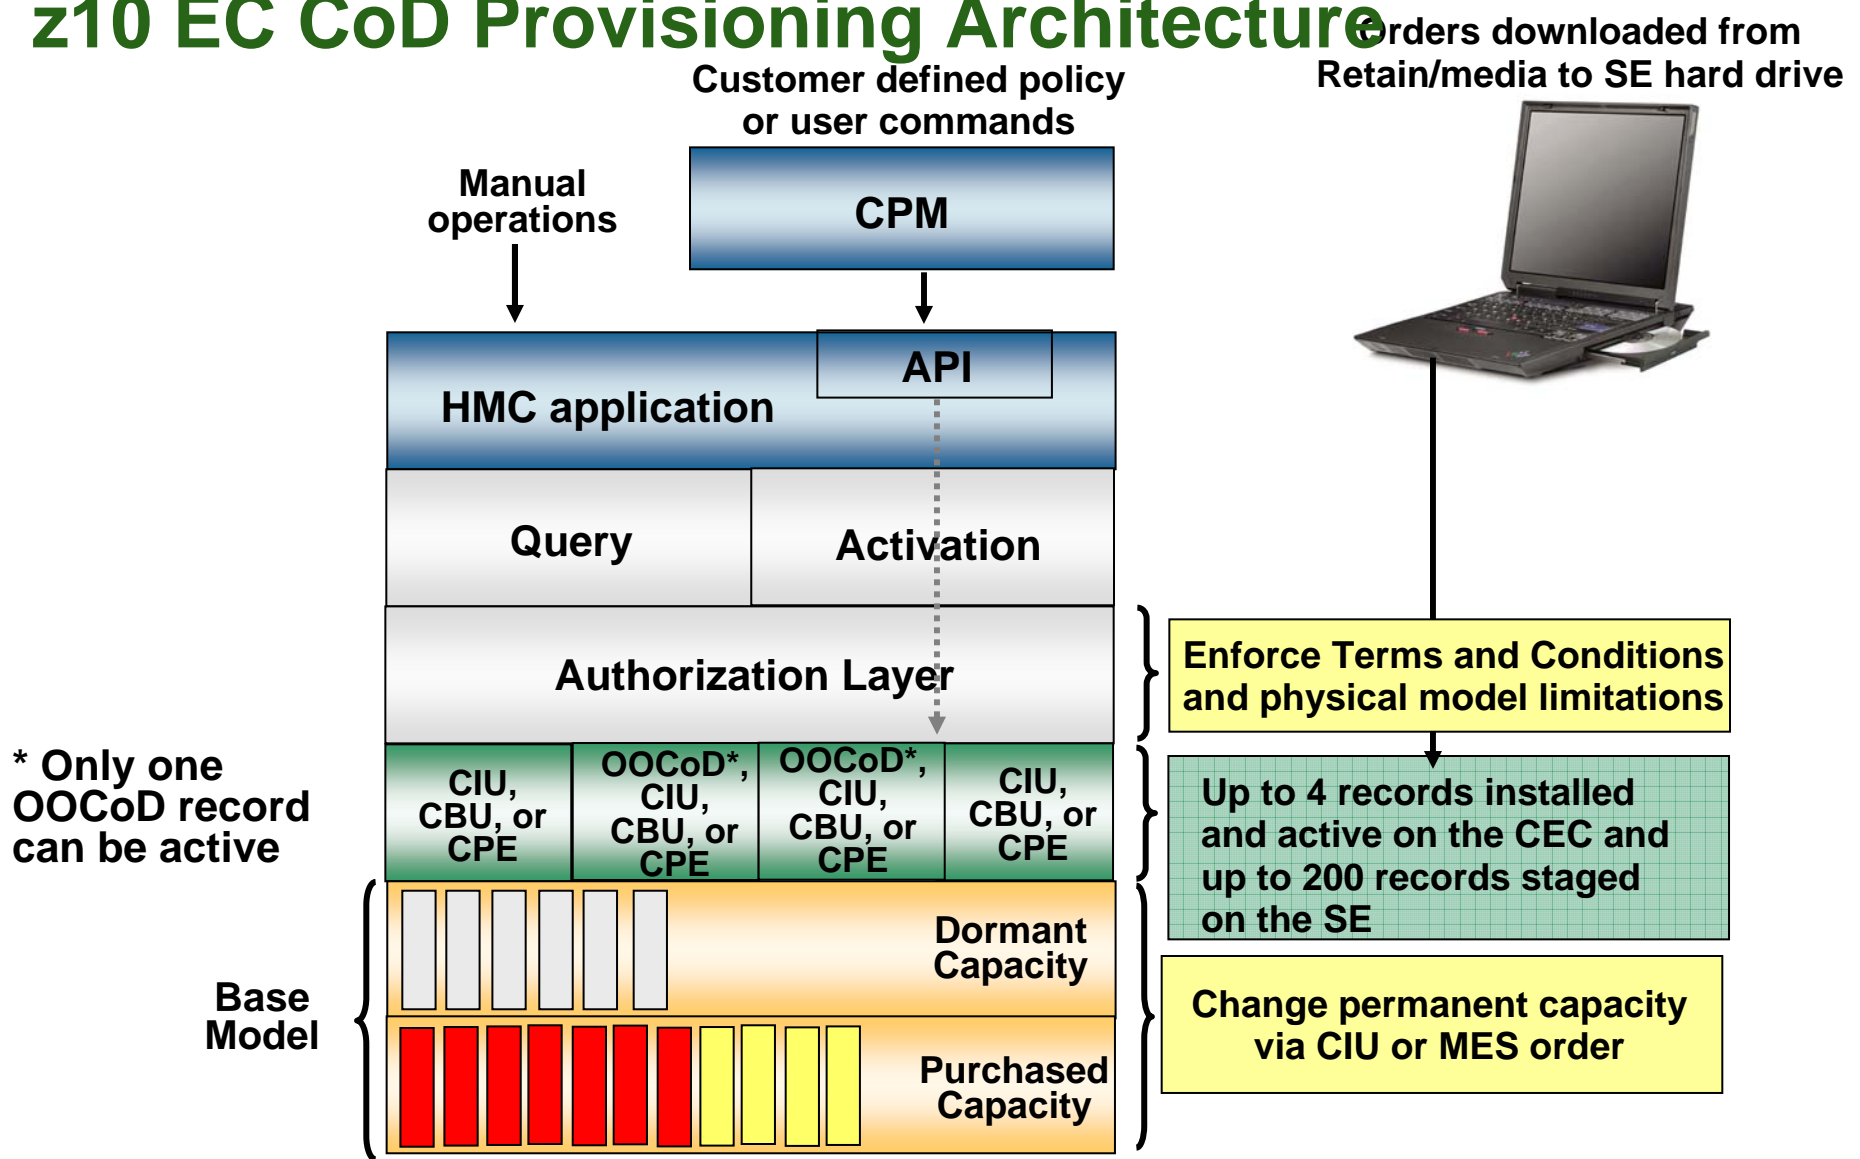 z10 EC CoD Provisioning Architecture
Orders downloaded from
Retain/media to SE hard drive
Customer defined policy
or user commands
Manual
operations
CPM
API
HMC application
Query
Activation
Authorization Layer
Enforce Terms and Conditions
and physical model limitations
* Only one
OOCoD record
can be active
CIU,
CBU, or
CPE
OOCoD*,
CIU,
CBU, or
CPE
OOCoD*,
CIU,
CBU, or
CPE
CIU,
CBU, or
CPE
Up to 4 records installed
and active on the CEC and
up to 200 records staged
on the SE
Base
Model
Dormant
Capacity
Purchased
Capacity
Change permanent capacity
via CIU or MES order